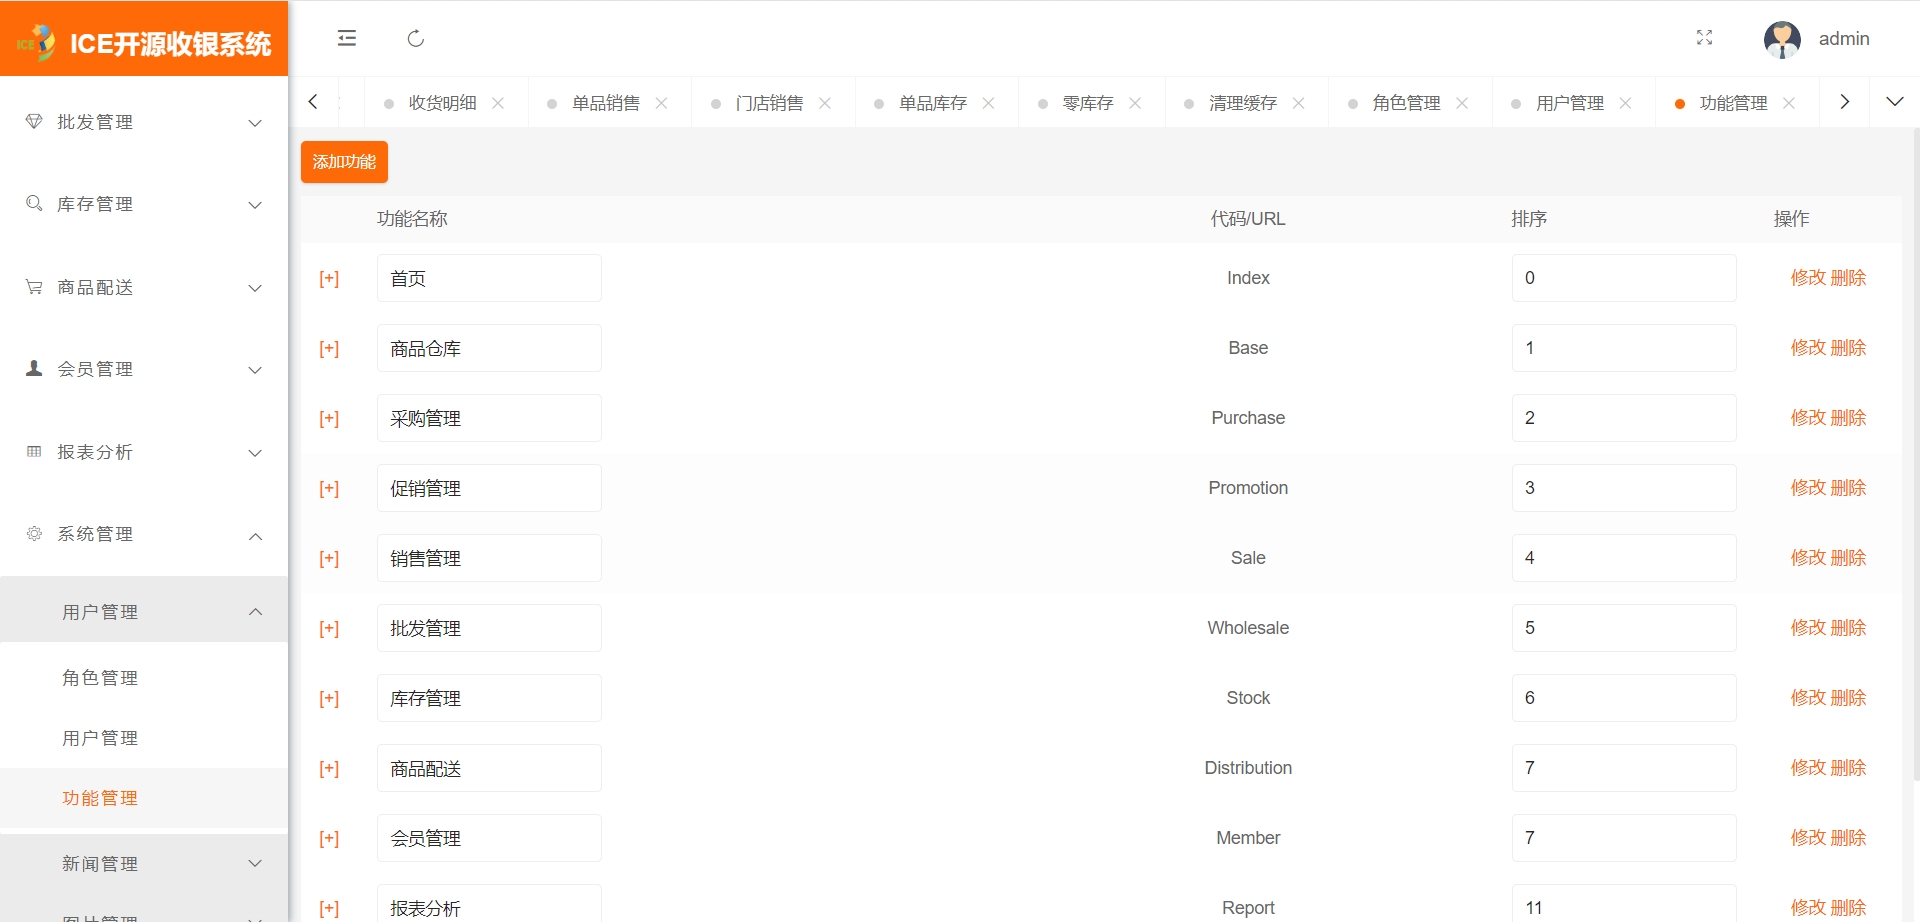 ICE ICE开源收银系统
admin
收货明细 单品销售 门店销售 单品库存 零库存 清理缓存 角色管理 用户管理 功能管理
批发管理
库存管理
商品配送
会员管理
报表分析
系统管理
用户管理
角色管理
用户管理
功能管理
新闻管理
图片管理
添加功能
功能名称 代码/URL 排序 操作
[+] 首页 Index 0 修改 删除
[+] 商品仓库 Base 1 修改 删除
[+] 采购管理 Purchase 2 修改 删除
[+] 促销管理 Promotion 3 修改 删除
[+] 销售管理 Sale 4 修改 删除
[+] 批发管理 Wholesale 5 修改 删除
[+] 库存管理 Stock 6 修改 删除
[+] 商品配送 Distribution 7 修改 删除
[+] 会员管理 Member 7 修改 删除
[+] 报表分析 Report 11 修改 删除